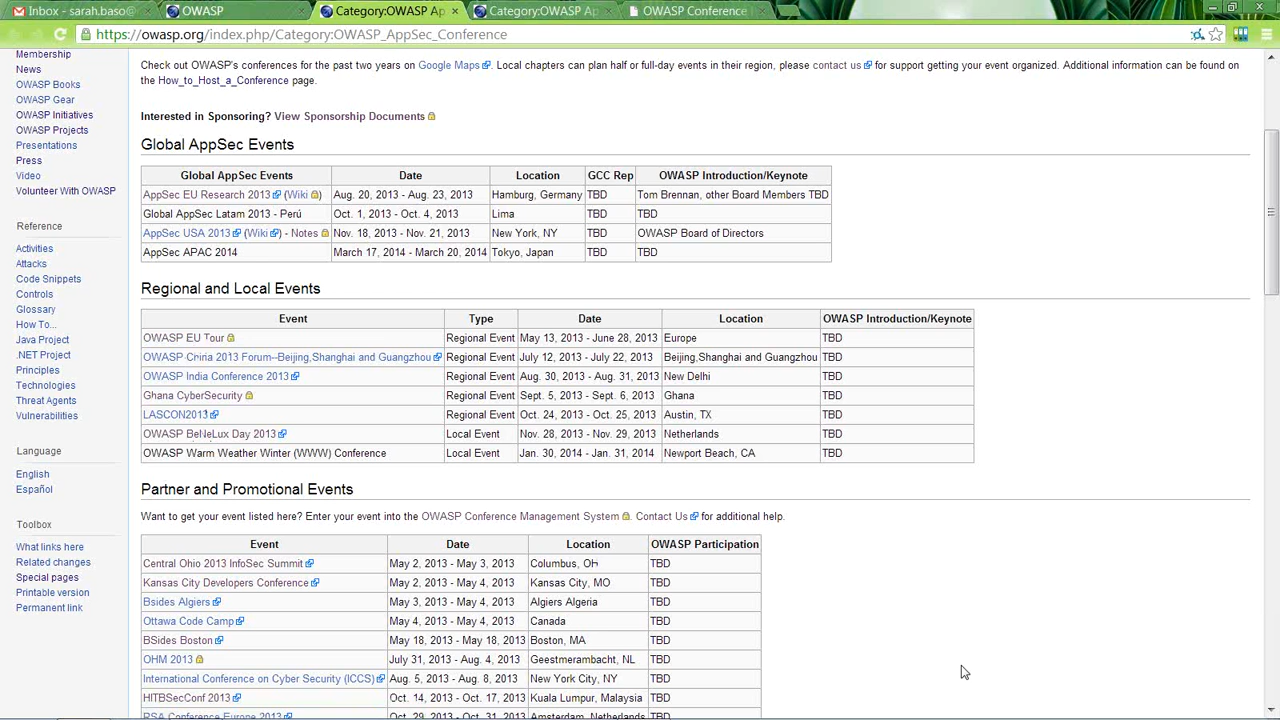 Inbox - sarah.baso@
OWASP
Category:OWASP Ap
Category:OWASP Ap
OWASP Conference
https://owasp.org/index.php/Category:OWASP_AppSec_Conference
Membership
News
OWASP Books
OWASP Gear
OWASP Initiatives
OWASP Projects
Presentations
Press
Video
Volunteer With OWASP
Reference
Activities
Attacks
Code Snippets
Controls
Glossary
How To...
Java Project
.NET Project
Principles
Technologies
Threat Agents
Vulnerabilities
Language
English
Español
Toolbox
What links here
Related changes
Special pages
Printable version
Permanent link
Check out OWASP's conferences for the past two years on Google Maps. Local chapters can plan half or full-day events in their region, please contact us for support getting your event organized. Additional information can be found on
the How_to_Host_a_Conference page.
Interested in Sponsoring? View Sponsorship Documents
Global AppSec Events
Global AppSec Events Date Location GCC Rep OWASP Introduction/Keynote
AppSec EU Research 2013 (Wiki) Aug. 20, 2013 - Aug. 23, 2013 Hamburg, Germany TBD Tom Brennan, other Board Members TBD
Global AppSec Latam 2013 - Perú Oct. 1, 2013 - Oct. 4, 2013 Lima TBD TBD
AppSec USA 2013 (Wiki) - Notes Nov. 18, 2013 - Nov. 21, 2013 New York, NY TBD OWASP Board of Directors
AppSec APAC 2014 March 17, 2014 - March 20, 2014 Tokyo, Japan TBD TBD
Regional and Local Events
Event Type Date Location OWASP Introduction/Keynote
OWASP EU Tour Regional Event May 13, 2013 - June 28, 2013 Europe TBD
OWASP China 2013 Forum--Beijing,Shanghai and Guangzhou Regional Event July 12, 2013 - July 22, 2013 Beijing,Shanghai and Guangzhou TBD
OWASP India Conference 2013 Regional Event Aug. 30, 2013 - Aug. 31, 2013 New Delhi TBD
Ghana CyberSecurity Regional Event Sept. 5, 2013 - Sept. 6, 2013 Ghana TBD
LASCON2013 Regional Event Oct. 24, 2013 - Oct. 25, 2013 Austin, TX TBD
OWASP BeNeLux Day 2013 Local Event Nov. 28, 2013 - Nov. 29, 2013 Netherlands TBD
OWASP Warm Weather Winter (WWW) Conference Local Event Jan. 30, 2014 - Jan. 31, 2014 Newport Beach, CA TBD
Partner and Promotional Events
Want to get your event listed here? Enter your event into the OWASP Conference Management System. Contact Us for additional help.
Event Date Location OWASP Participation
Central Ohio 2013 InfoSec Summit May 2, 2013 - May 3, 2013 Columbus, OH TBD
Kansas City Developers Conference May 2, 2013 - May 4, 2013 Kansas City, MO TBD
Bsides Algiers May 3, 2013 - May 4, 2013 Algiers Algeria TBD
Ottawa Code Camp May 4, 2013 - May 4, 2013 Canada TBD
BSides Boston May 18, 2013 - May 18, 2013 Boston, MA TBD
OHM 2013 July 31, 2013 - Aug. 4, 2013 Geestmerambacht, NL TBD
International Conference on Cyber Security (ICCS) Aug. 5, 2013 - Aug. 8, 2013 New York City, NY TBD
HITBSecConf 2013 Oct. 14, 2013 - Oct. 17, 2013 Kuala Lumpur, Malaysia TBD
RSA Conference Europe 2013 Oct. 29, 2013 - Oct. 31, 2013 Amsterdam, Netherlands TBD